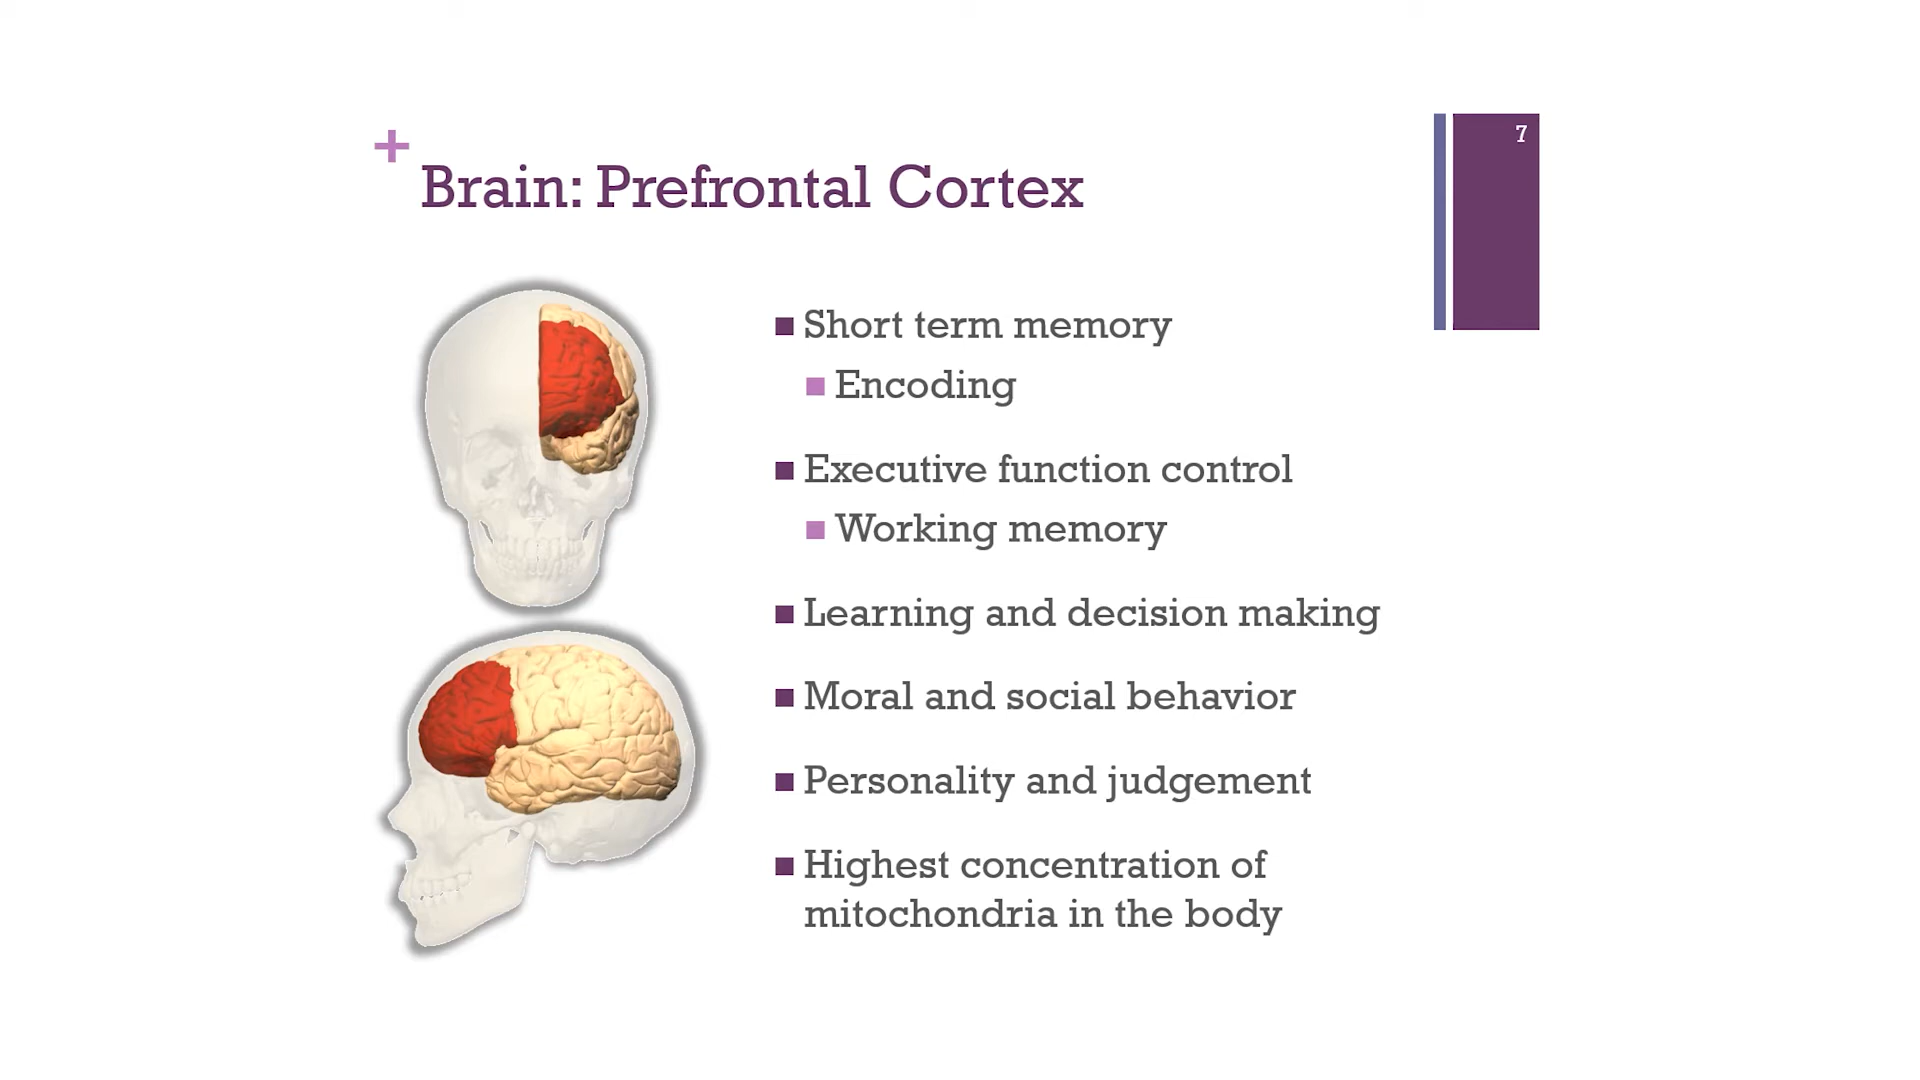 7
+
Brain: Prefrontal Cortex
Short term memory
Encoding
Executive function control
Working memory
Learning and decision making
Moral and social behavior
Personality and judgement
Highest concentration of
mitochondria in the body